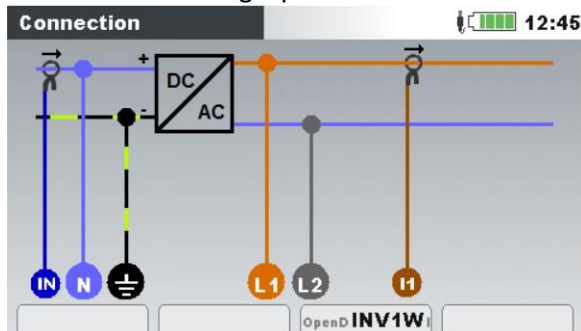 Connection 12:45
+
DC
- AC
IN N L1 L2 I1
OpenD INV1W